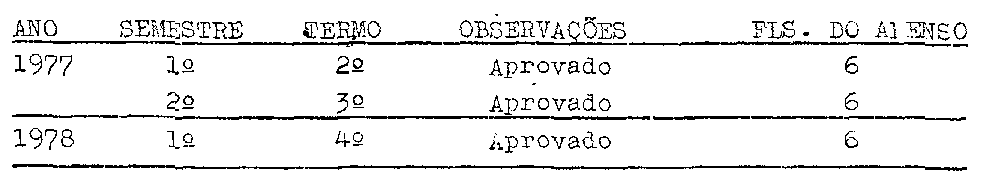 ANO SEMESTRE TERMO OBSERVAÇÕES FLS. DO A1ENSO
1977 1º 2º Aprovado 6
2º 3º Aprovado 6
1978 1º 4º Aprovado 6